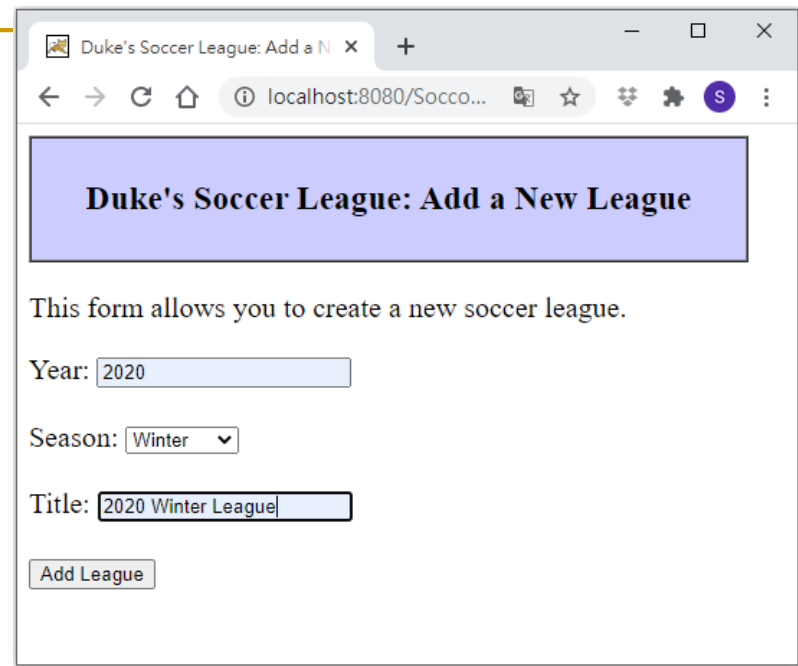 Duke's Soccer League: Add a N
localhost:8080/Socco...
S
Duke's Soccer League: Add a New League
This form allows you to create a new soccer league.
Year: 2020
Season: Winter
Title: 2020 Winter League
Add League